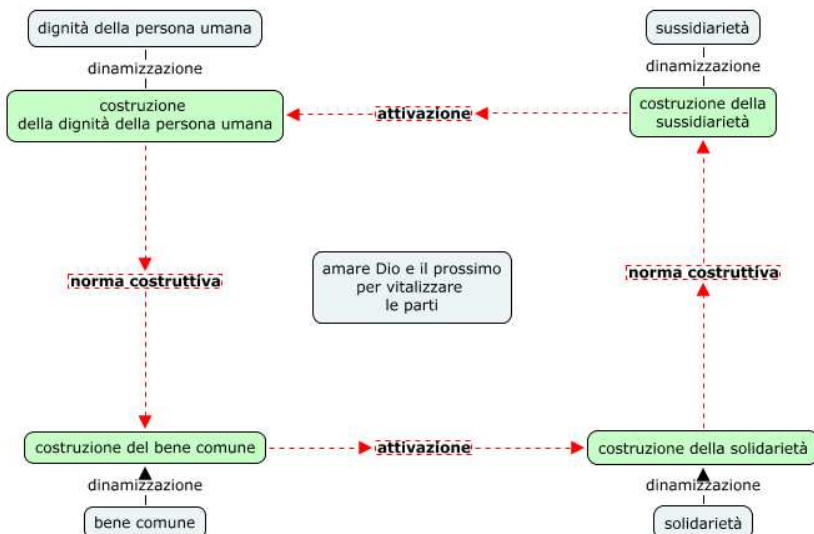 dignità della persona umana
sussidiarietà
dinamizzazione
dinamizzazione
costruzione
della dignità della persona umana
attivazione
costruzione della
sussidiarietà
norma costruttiva
amare Dio e il prossimo
per vitalizzare
le parti
norma costruttiva
costruzione del bene comune
attivazione
costruzione della solidarietà
dinamizzazione
dinamizzazione
bene comune
solidarietà